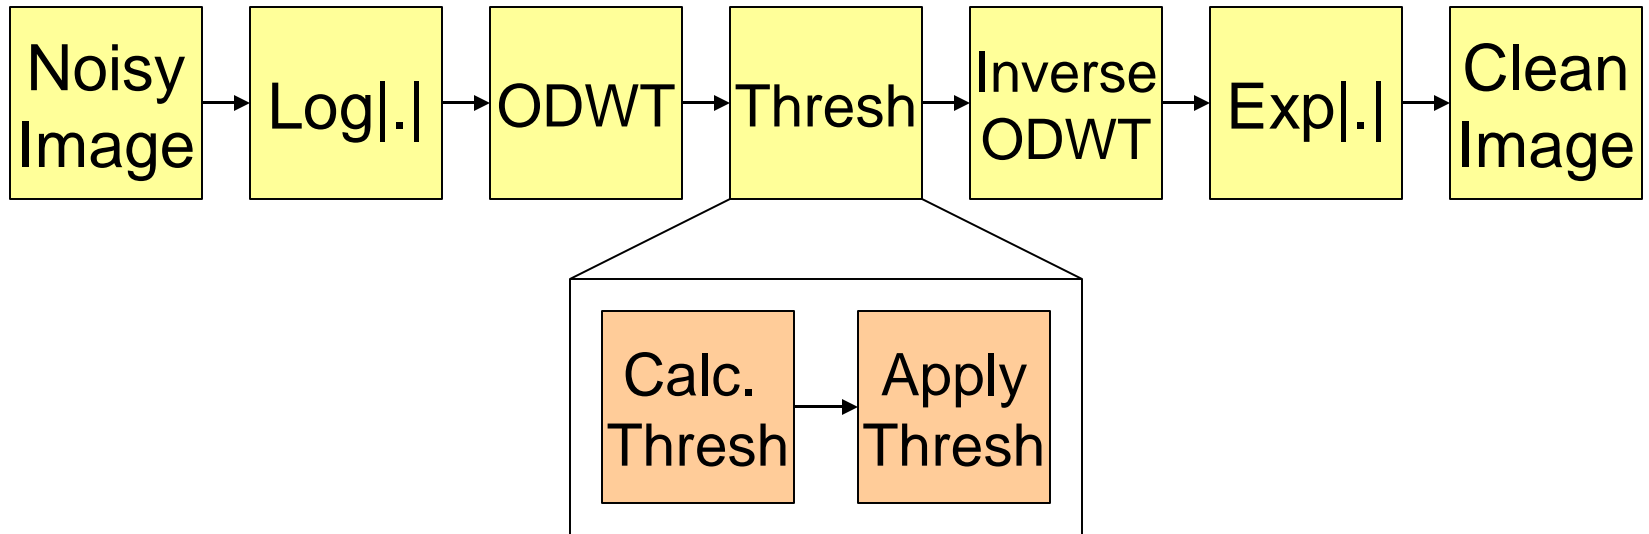 Noisy
Image
Log|.|
ODWT
Thresh
Inverse
ODWT
Exp|.|
Clean
Image
Calc.
Thresh
Apply
Thresh